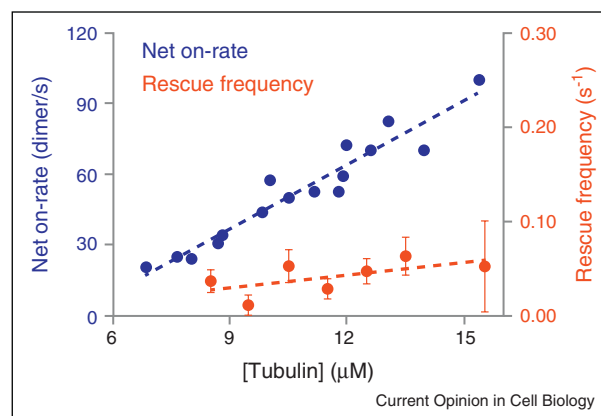 Net on-rate
Rescue frequency
Net on-rate (dimer/s)
120
90
60
30
0
6
9
12
15
[Tubulin] (μM)
0.30
0.20
0.10
0.00
Rescue frequency (s⁻¹)
Current Opinion in Cell Biology